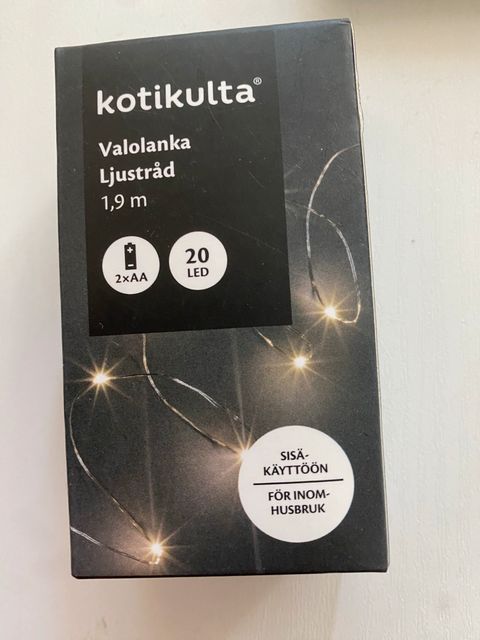 kotikulta®
Valolanka
Ljustråd
1,9 m
2×AA
20
LED
SISÄ-
KÄYTTÖÖN
FÖR INOM-
HUSBRUK